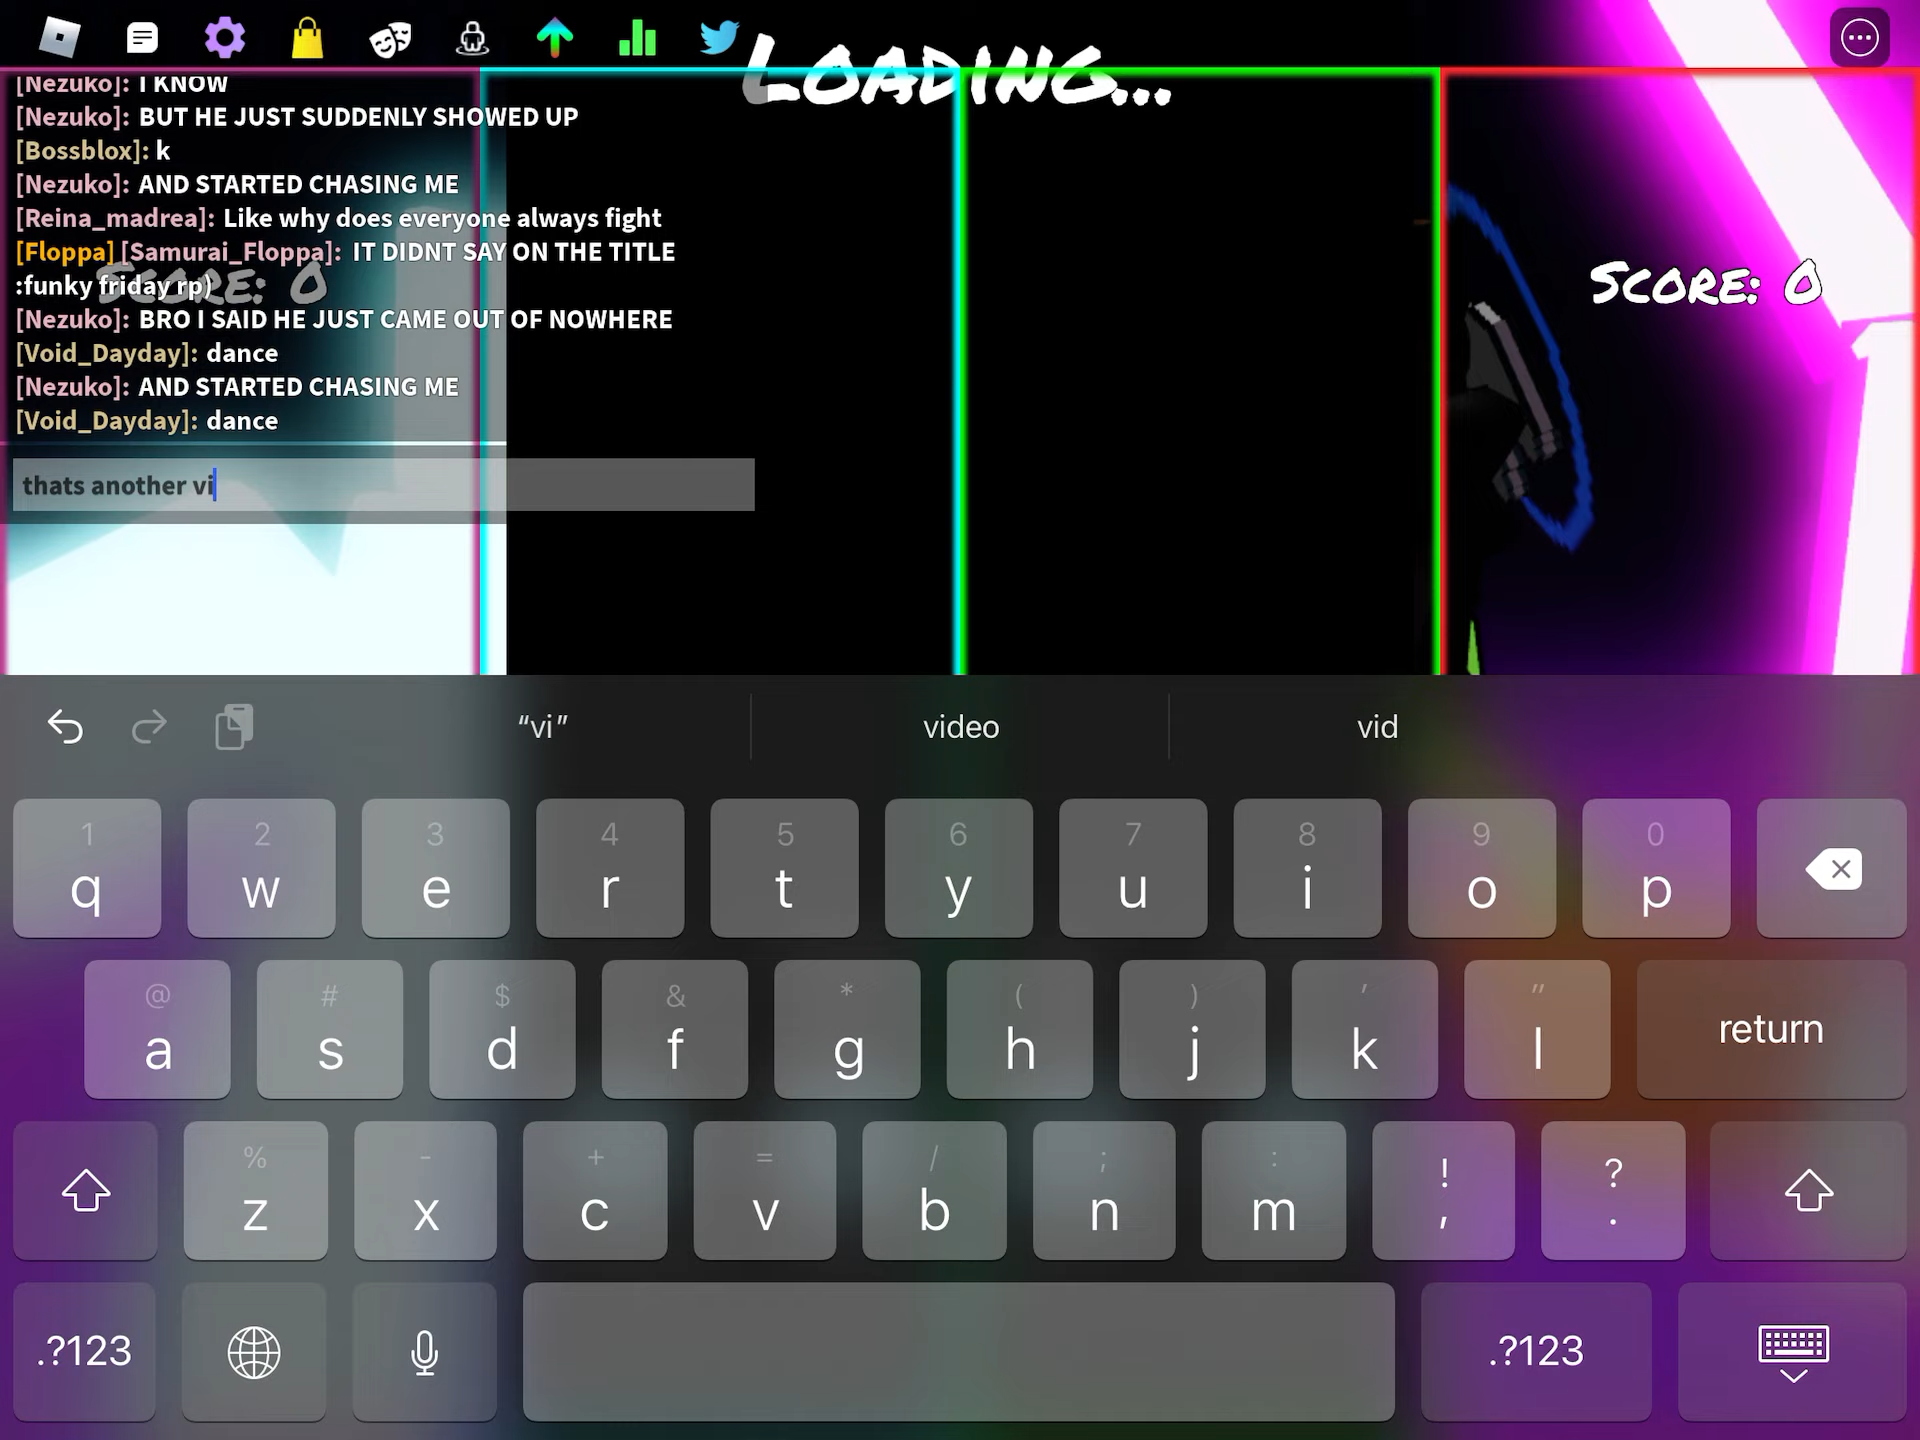 LOADING...
[Nezuko]: I KNOW
[Nezuko]: BUT HE JUST SUDDENLY SHOWED UP
[Bossblox]: k
[Nezuko]: AND STARTED CHASING ME
[Reina_madrea]: Like why does everyone always fight
[Floppa] [Samurai_Floppa]: IT DIDNT SAY ON THE TITLE
:funky friday rp)
SCORE: 0
SCORE: 0
[Nezuko]: BRO I SAID HE JUST CAME OUT OF NOWHERE
[Void_Dayday]: dance
[Nezuko]: AND STARTED CHASING ME
[Void_Dayday]: dance
thats another vi
“vi” video vid
1 2 3 4 5 6 7 8 9 0
q w e r t y u i o p
@ # $ & * ( ) ' "
a s d f g h j k l return
% - + = / ; : ! ?
z x c v b n m , .
.?123 .?123